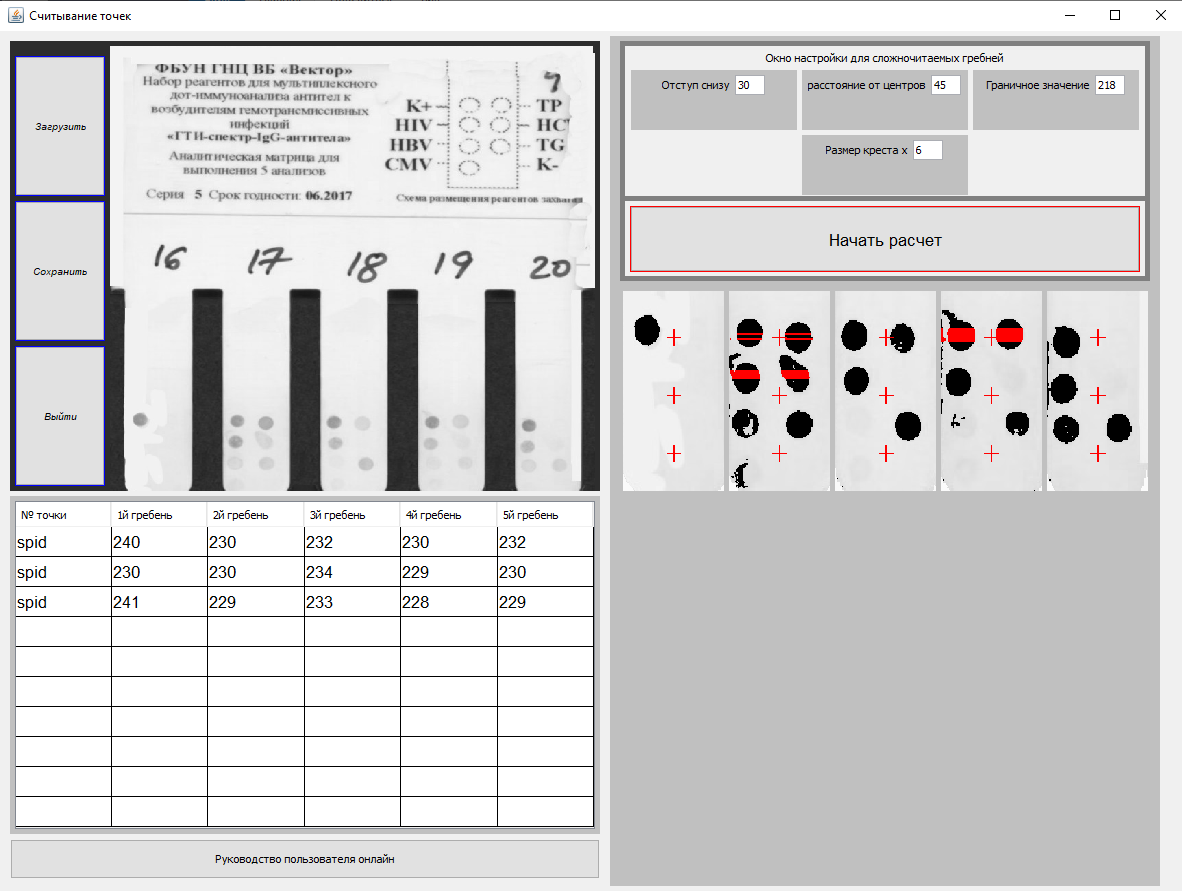 Считывание точек
Загрузить
Сохранить
Выйти
ФБУН ГНЦ ВБ «Вектор»
Набор реагентов для мультиплексного
дот-иммуноанализа антител к
возбудителям гемотрансмиссивных
инфекций
«ГТИ-спектр-IgG-антитела»
Аналитическая матрица для
выполнения 5 анализов
Серия 5 Срок годности: 06.2017
K+ TP
HIV HC
HBV TG
CMV K-
Схема размещения реагентов захвата
16 17 18 19 20
№ точки 1й гребень 2й гребень 3й гребень 4й гребень 5й гребень
spid 240 230 232 230 232
spid 230 230 234 229 230
spid 241 229 233 228 229
Руководство пользователя онлайн
Окно настройки для сложночитаемых гребней
Отступ снизу 30 расстояние от центров 45 Граничное значение 218
Размер креста x 6
Начать расчет